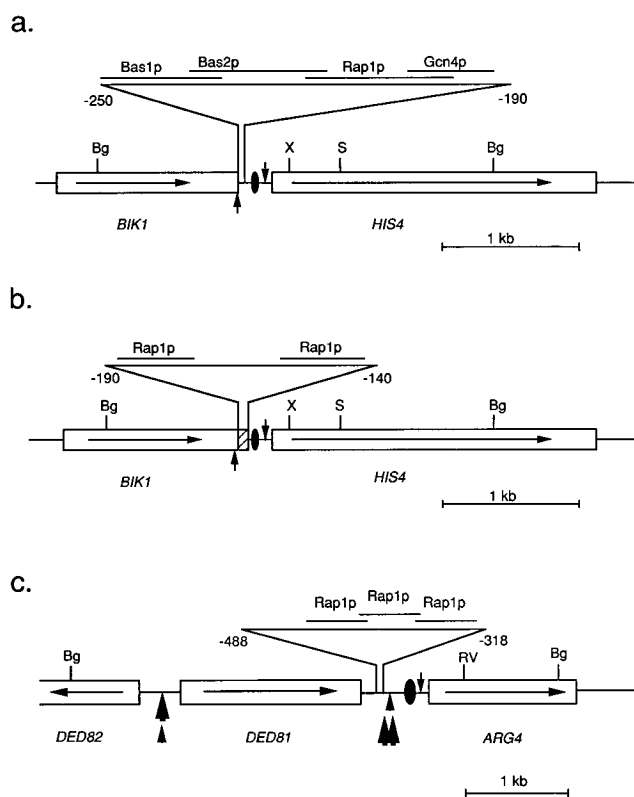 a.
Bas1p Bas2p Rap1p Gcn4p
-250 -190
Bg X S Bg
BIK1 HIS4
1 kb
b.
Rap1p Rap1p
-190 -140
Bg X S Bg
BIK1 HIS4
1 kb
c.
Rap1p Rap1p Rap1p
-488 -318
Bg RV Bg
DED82 DED81 ARG4
1 kb